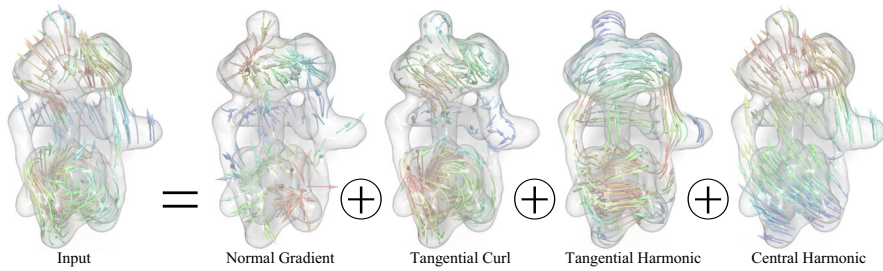 Input
Normal Gradient
Tangential Curl
Tangential Harmonic
Central Harmonic